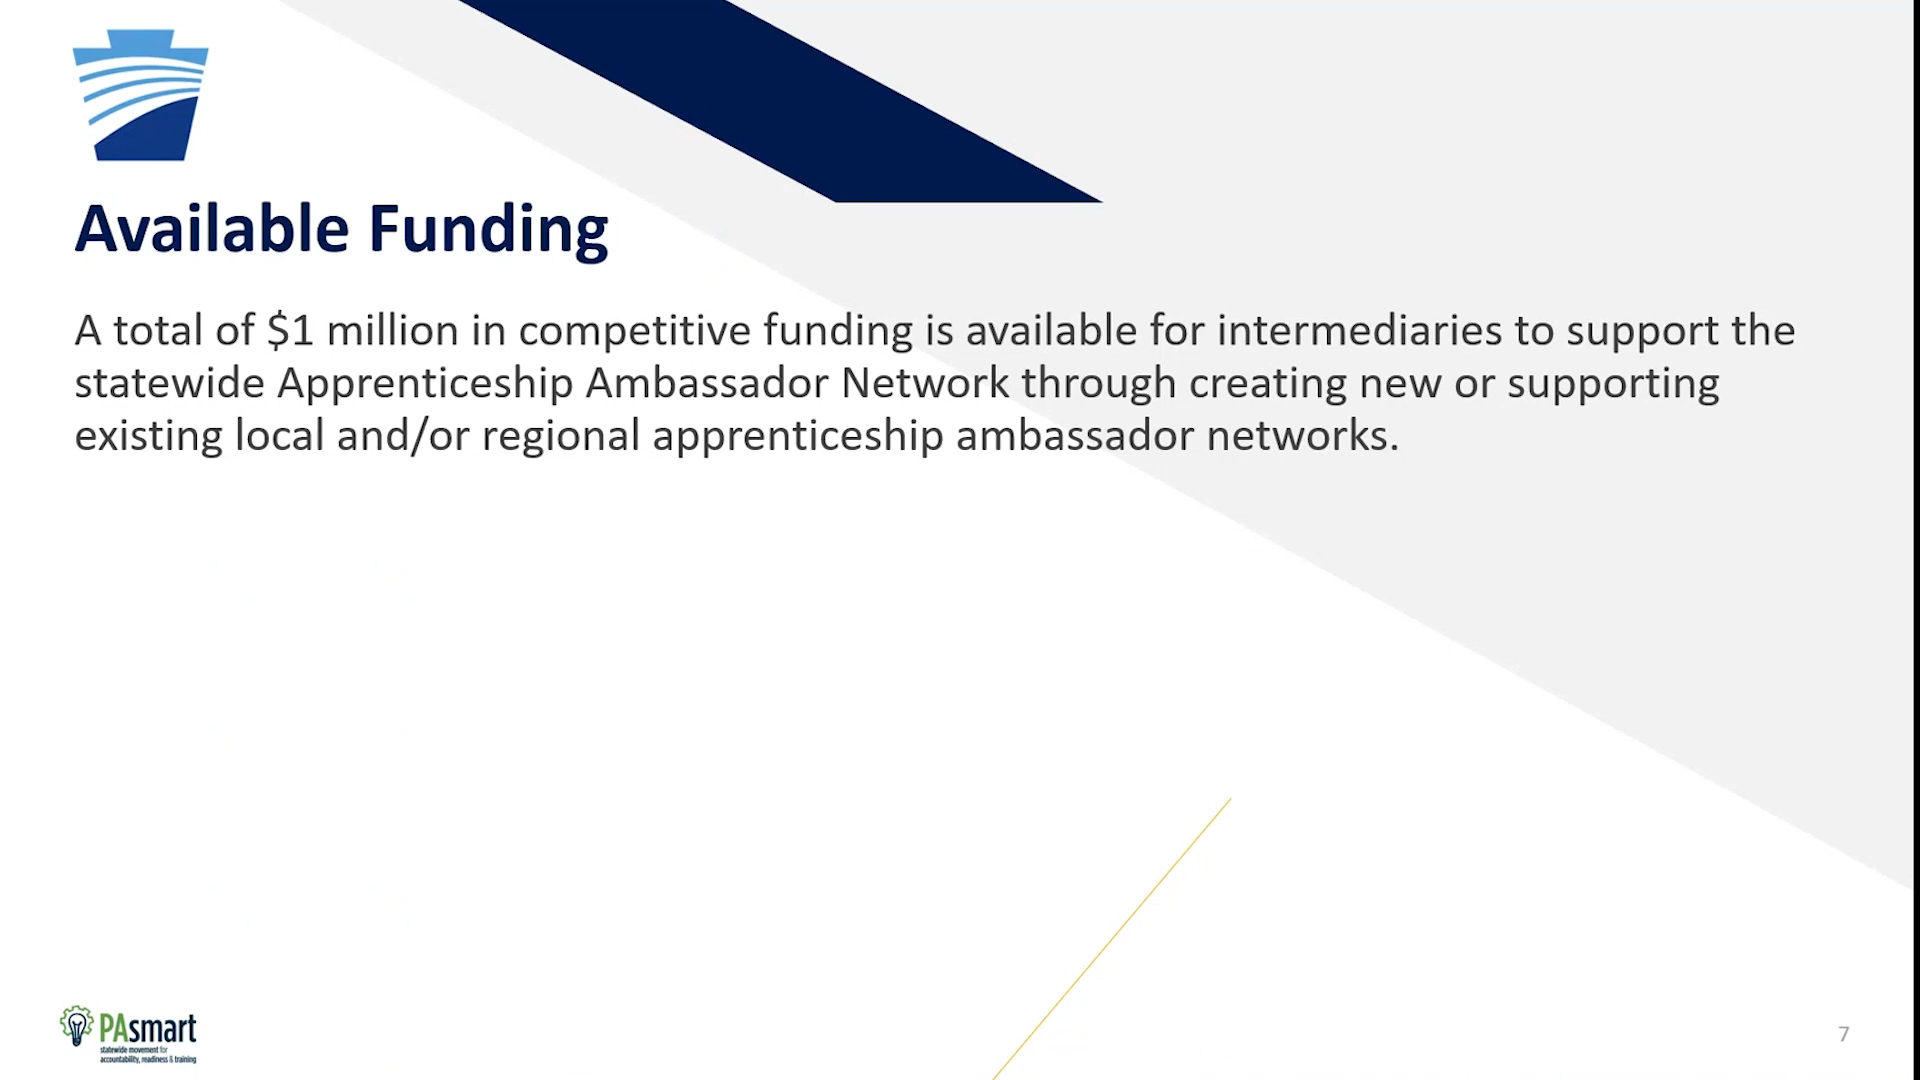 Available Funding
A total of $1 million in competitive funding is available for intermediaries to support the
statewide Apprenticeship Ambassador Network through creating new or supporting
existing local and/or regional apprenticeship ambassador networks.
PAsmart
statewide movement for
accountability, readiness & training
7